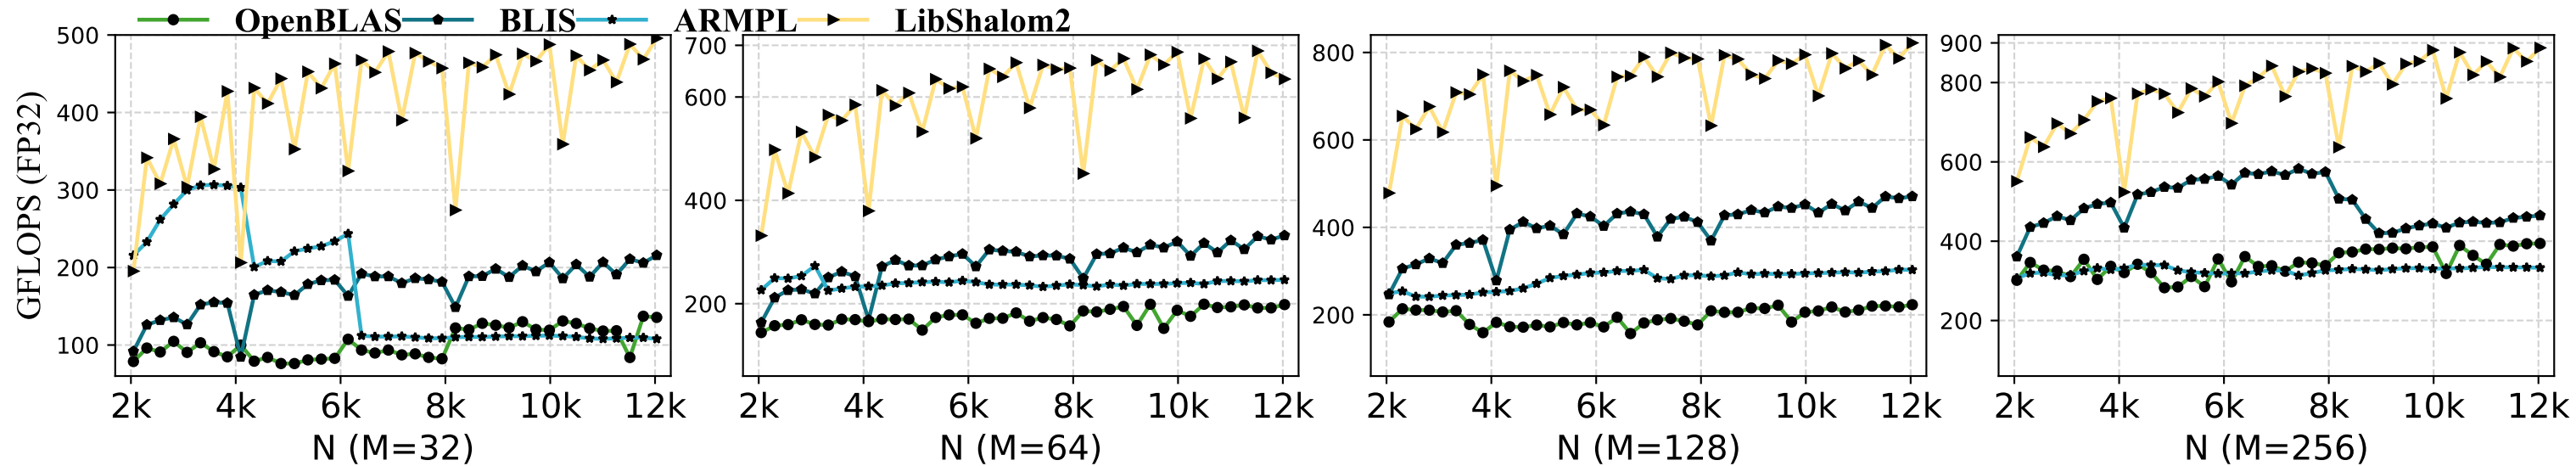 OpenBLAS BLIS ARMPL LibShalom2
GFLOPS (FP32)
500
400
300
200
100
2k 4k 6k 8k 10k 12k
N (M=32)
700
600
400
200
2k 4k 6k 8k 10k 12k
N (M=64)
800
600
400
200
2k 4k 6k 8k 10k 12k
N (M=128)
900
800
600
400
200
2k 4k 6k 8k 10k 12k
N (M=256)